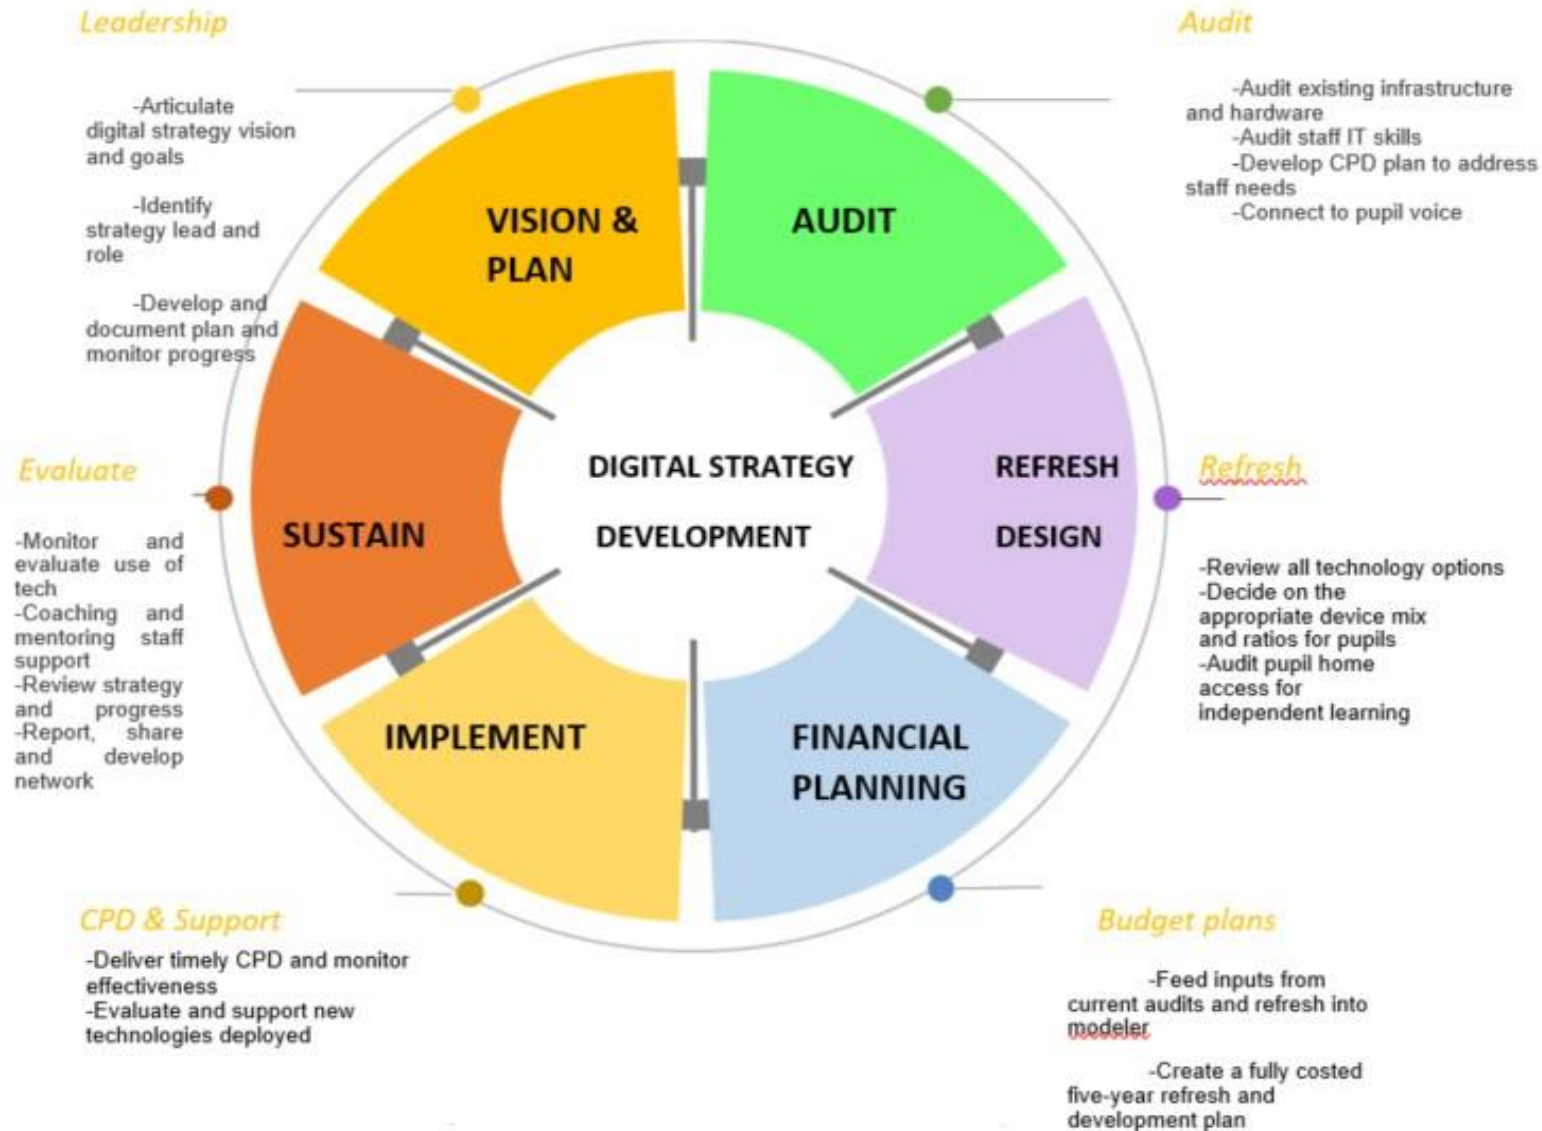 Leadership
-Articulate
digital strategy vision
and goals
-Identify
strategy lead and
role
-Develop and
document plan and
monitor progress
Audit
-Audit existing infrastructure
and hardware
-Audit staff IT skills
-Develop CPD plan to address
staff needs
-Connect to pupil voice
VISION &
PLAN
AUDIT
DIGITAL STRATEGY
DEVELOPMENT
REFRESH
DESIGN
SUSTAIN
IMPLEMENT
FINANCIAL
PLANNING
Evaluate
-Monitor and
evaluate use of
tech
-Coaching and
mentoring staff
support
-Review strategy
and progress
-Report, share
and develop
network
Refresh
-Review all technology options
-Decide on the
appropriate device mix
and ratios for pupils
-Audit pupil home
access for
independent learning
CPD & Support
-Deliver timely CPD and monitor
effectiveness
-Evaluate and support new
technologies deployed
Budget plans
-Feed inputs from
current audits and refresh into
modeler
-Create a fully costed
five-year refresh and
development plan